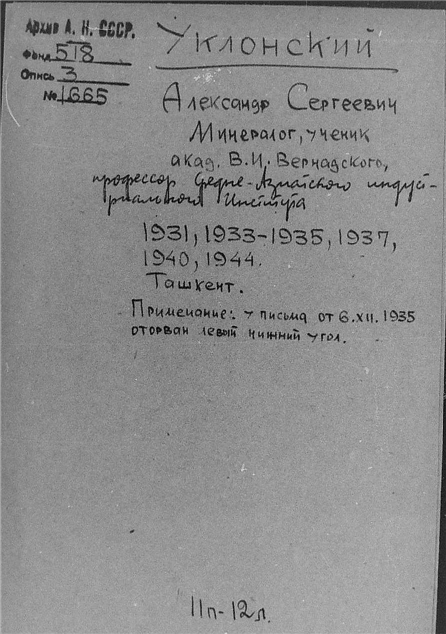 Архив А. Н. СССР.
Фонд 518
Опись 3
№ 1665
Уклонский
Александр Сергеевич
Минералог, ученик
акад. В.И. Вернадского,
профессор Средне-Азиатского индуст-
риального Института
1931, 1933-1935, 1937,
1940, 1944.
Ташкент.
Примечание: у письма от 6.XII.1935
оторван левый нижний угол.
11п-12л.